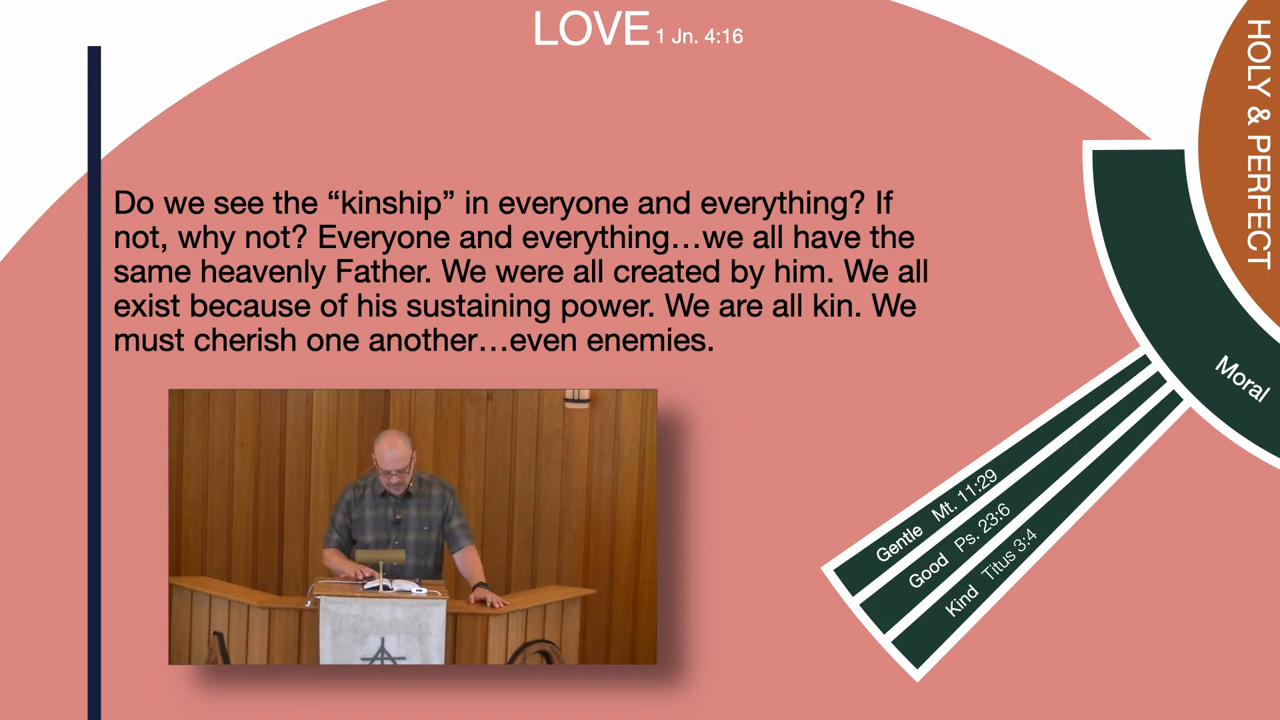 LOVE 1 Jn. 4:16
HOLY & PERFECT
Do we see the “kinship” in everyone and everything? If
not, why not? Everyone and everything…we all have the
same heavenly Father. We were all created by him. We all
exist because of his sustaining power. We are all kin. We
must cherish one another…even enemies.
Moral
Gentle Mt. 11:29
Good Ps. 23:6
Kind Titus 3:4